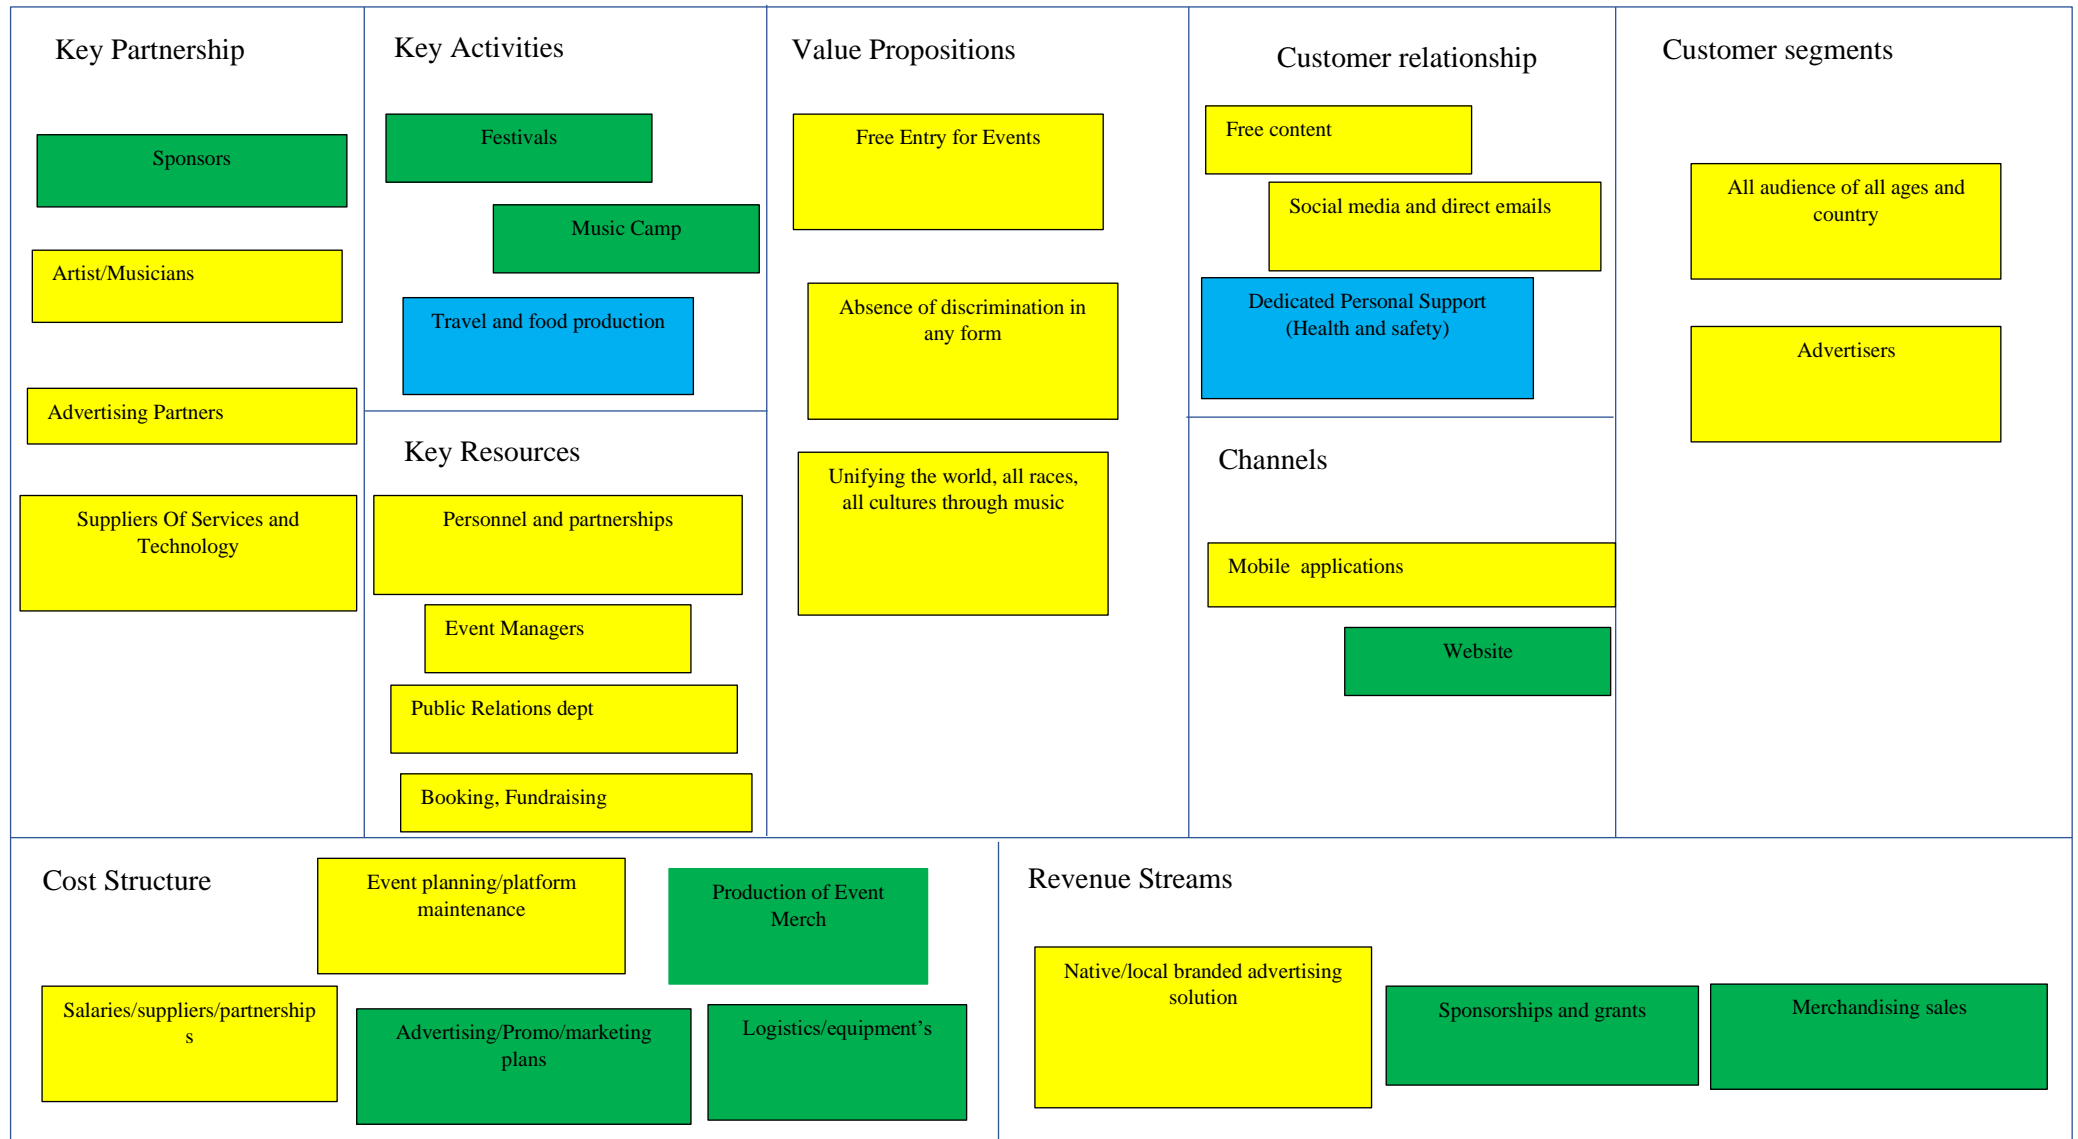 Key Partnership
Sponsors
Artist/Musicians
Advertising Partners
Suppliers Of Services and
Technology
Key Activities
Festivals
Music Camp
Travel and food production
Key Resources
Personnel and partnerships
Event Managers
Public Relations dept
Booking, Fundraising
Value Propositions
Free Entry for Events
Absence of discrimination in
any form
Unifying the world, all races,
all cultures through music
Customer relationship
Free content
Social media and direct emails
Dedicated Personal Support
(Health and safety)
Channels
Mobile  applications
Website
Customer segments
All audience of all ages and
country
Advertisers
Cost Structure
Event planning/platform
maintenance
Production of Event
Merch
Salaries/suppliers/partnership
s
Advertising/Promo/marketing
plans
Logistics/equipment’s
Revenue Streams
Native/local branded advertising
solution
Sponsorships and grants
Merchandising sales